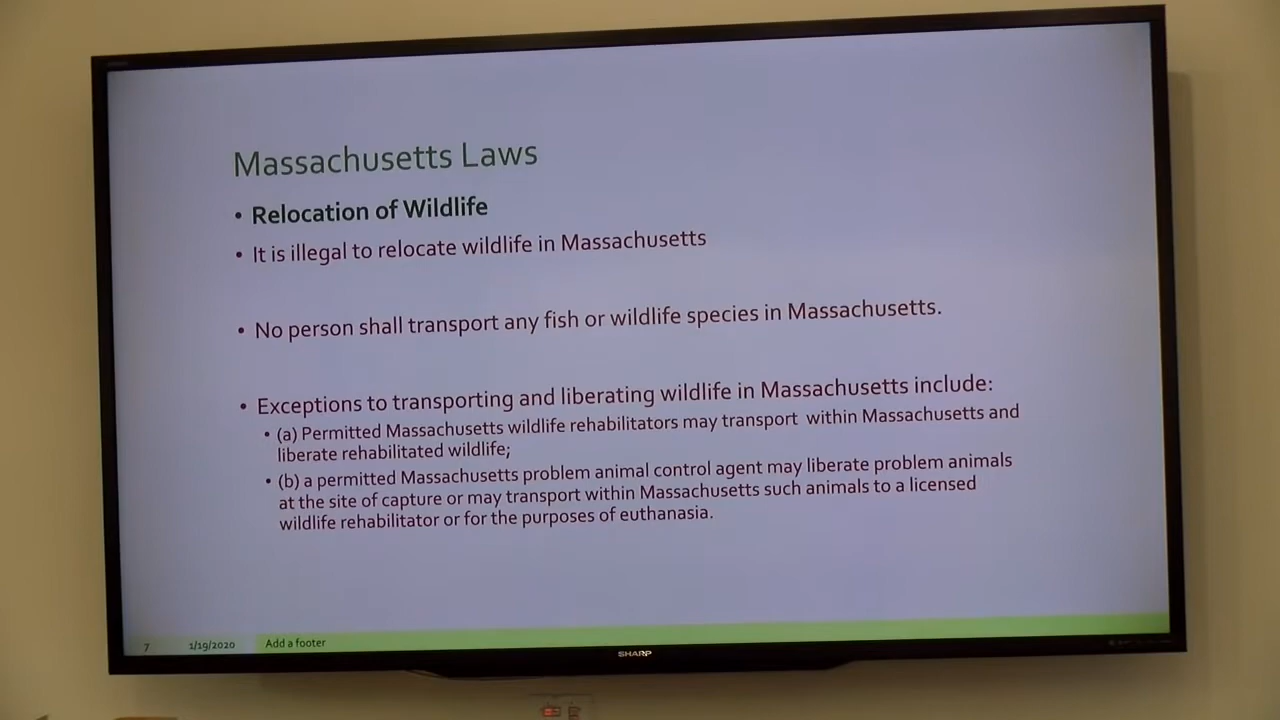 Massachusetts Laws
• Relocation of Wildlife
• It is illegal to relocate wildlife in Massachusetts
• No person shall transport any fish or wildlife species in Massachusetts.
• Exceptions to transporting and liberating wildlife in Massachusetts include:
• (a) Permitted Massachusetts wildlife rehabilitators may transport within Massachusetts and
liberate rehabilitated wildlife;
• (b) a permitted Massachusetts problem animal control agent may liberate problem animals
at the site of capture or may transport within Massachusetts such animals to a licensed
wildlife rehabilitator or for the purposes of euthanasia.
7 1/19/2020 Add a footer
SHARP